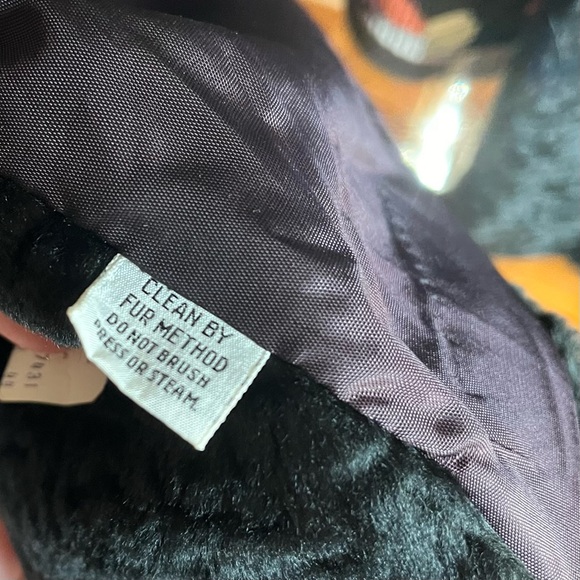 CLEAN BY
FUR METHOD
DO NOT BRUSH
PRESS OR STEAM.